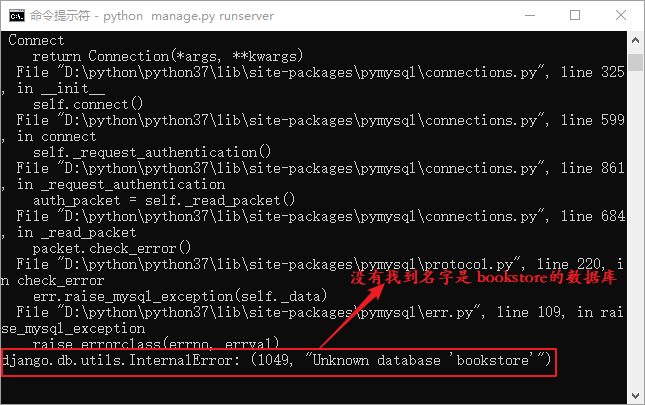 命令提示符 - python  manage.py runserver
 Connect
    return Connection(*args, **kwargs)
  File "D:\python\python37\lib\site-packages\pymysql\connections.py", line 325
, in __init__
    self.connect()
  File "D:\python\python37\lib\site-packages\pymysql\connections.py", line 599
, in connect
    self._request_authentication()
  File "D:\python\python37\lib\site-packages\pymysql\connections.py", line 861
, in _request_authentication
    auth_packet = self._read_packet()
  File "D:\python\python37\lib\site-packages\pymysql\connections.py", line 684
, in _read_packet
    packet.check_error()
  File "D:\python\python37\lib\site-packages\pymysql\protocol.py", line 220, i
n check_error
没有找到名字是 bookstore的数据库
    err.raise_mysql_exception(self._data)
  File "D:\python\python37\lib\site-packages\pymysql\err.py", line 109, in rai
se_mysql_exception
    raise errorclass(errno, errval)
django.db.utils.InternalError: (1049, "Unknown database 'bookstore'")